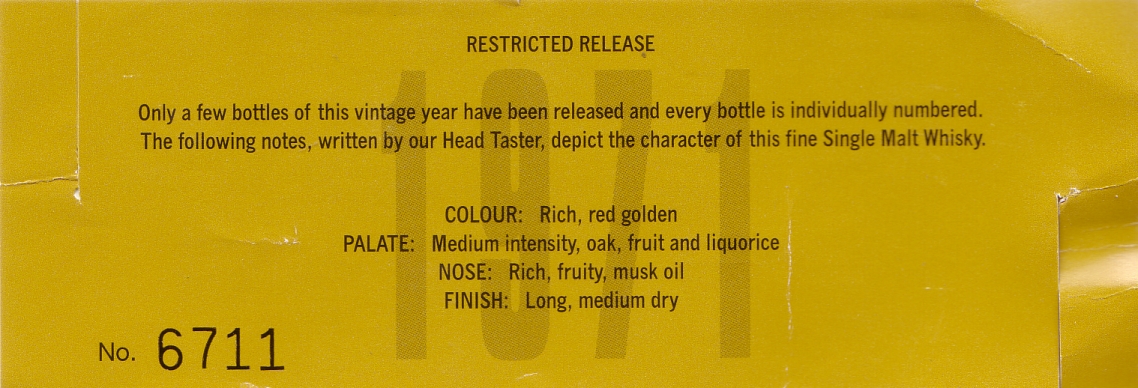 RESTRICTED RELEASE
1971
Only a few bottles of this vintage year have been released and every bottle is individually numbered.
The following notes, written by our Head Taster, depict the character of this fine Single Malt Whisky.
COLOUR: Rich, red golden
PALATE: Medium intensity, oak, fruit and liquorice
NOSE: Rich, fruity, musk oil
FINISH: Long, medium dry
No. 6711